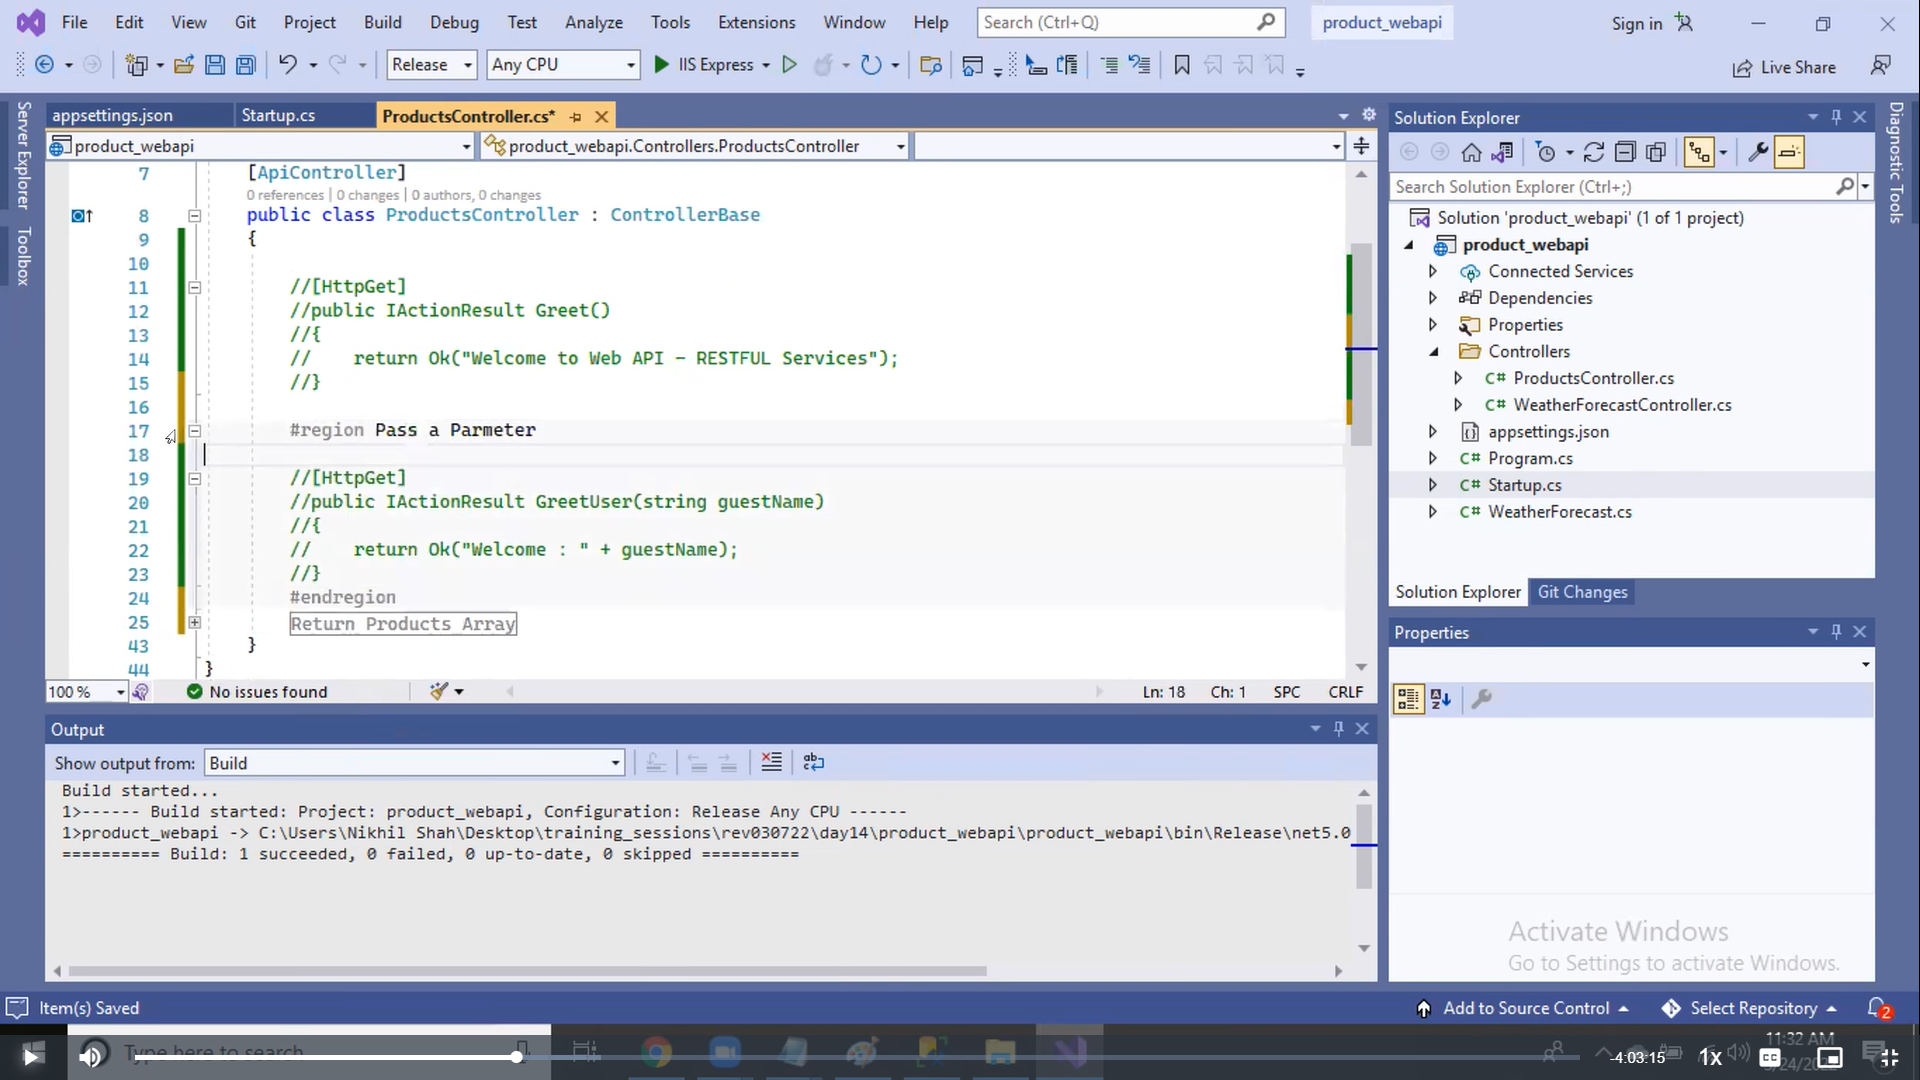 File Edit View Git Project Build Debug Test Analyze Tools Extensions Window Help Search (Ctrl+Q) product_webapi Sign in
Release Any CPU IIS Express Live Share
Server Explorer
Toolbox
appsettings.json Startup.cs ProductsController.cs*
product_webapi product_webapi.Controllers.ProductsController
7 [ApiController]
0 references | 0 changes | 0 authors, 0 changes
8 public class ProductsController : ControllerBase
9 {
10
11 //[HttpGet]
12 //public IActionResult Greet()
13 //{
14 // return Ok("Welcome to Web API - RESTFUL Services");
15 //}
16
17 #region Pass a Parmeter
18
19 //[HttpGet]
20 //public IActionResult GreetUser(string guestName)
21 //{
22 // return Ok("Welcome : " + guestName);
23 //}
24 #endregion
25 Return Products Array
43 }
44 }
100 % No issues found Ln: 18 Ch: 1 SPC CRLF
Output
Show output from: Build
Build started...
1>------ Build started: Project: product_webapi, Configuration: Release Any CPU ------
1>product_webapi -> C:\Users\Nikhil Shah\Desktop\training_sessions\rev030722\day14\product_webapi\product_webapi\bin\Release\net5.0
========== Build: 1 succeeded, 0 failed, 0 up-to-date, 0 skipped ==========
Solution Explorer
Search Solution Explorer (Ctrl+;)
Solution 'product_webapi' (1 of 1 project)
product_webapi
Connected Services
Dependencies
Properties
Controllers
C# ProductsController.cs
C# WeatherForecastController.cs
appsettings.json
C# Program.cs
C# Startup.cs
C# WeatherForecast.cs
Solution Explorer Git Changes
Properties
Diagnostic Tools
Activate Windows
Go to Settings to activate Windows.
Item(s) Saved Add to Source Control Select Repository 2
Type here to search 11:32 AM
-4:03:15 1x CC